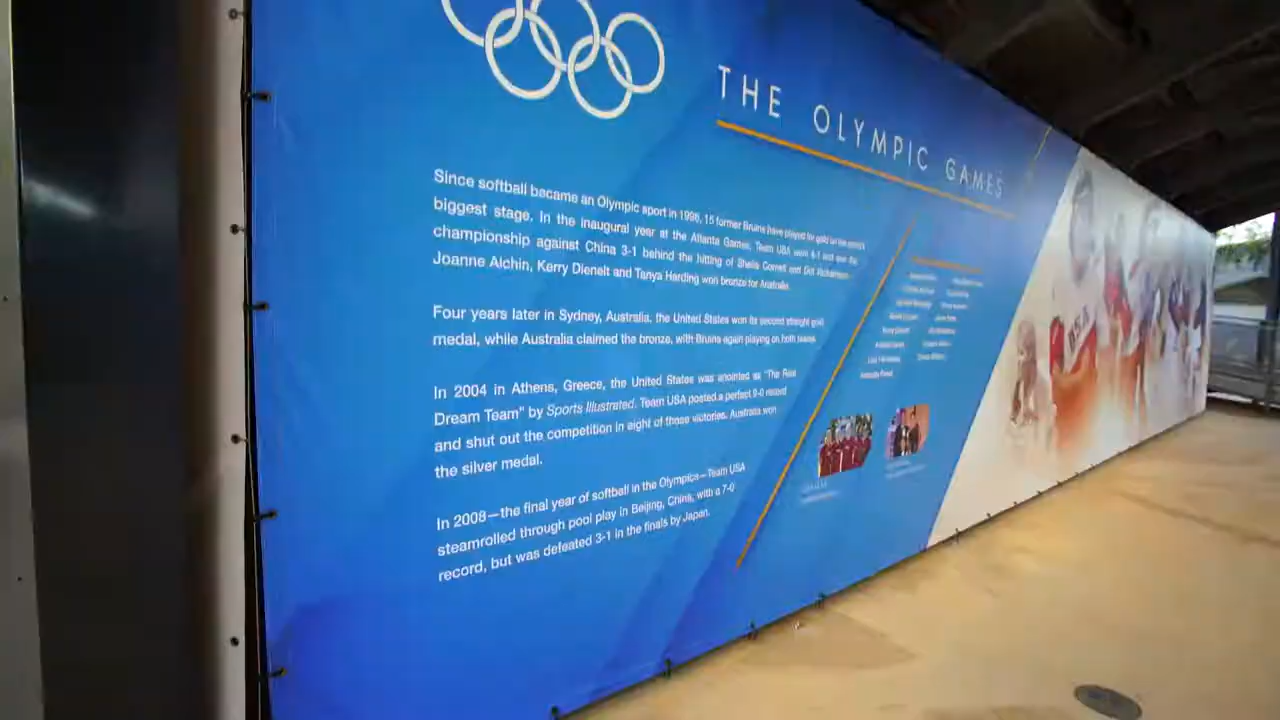 THE OLYMPIC GAMES
Since softball became an Olympic sport in 1996, 15 former Bruins have played for gold on the world's
biggest stage. In the inaugural year at the Atlanta Games, Team USA went 8-1 and won the
championship against China 3-1 behind the hitting of Sheila Cornell and Dot Richardson.
Joanne Alchin, Kerry Dienelt and Tanya Harding won bronze for Australia.
Four years later in Sydney, Australia, the United States won its second straight gold
medal, while Australia claimed the bronze, with Bruins again playing on both teams.
In 2004 in Athens, Greece, the United States was anointed as "The Real
Dream Team" by Sports Illustrated. Team USA posted a perfect 9-0 record
and shut out the competition in eight of those victories. Australia won
the silver medal.
In 2008—the final year of softball in the Olympics—Team USA
steamrolled through pool play in Beijing, China, with a 7-0
record, but was defeated 3-1 in the finals by Japan.
USA